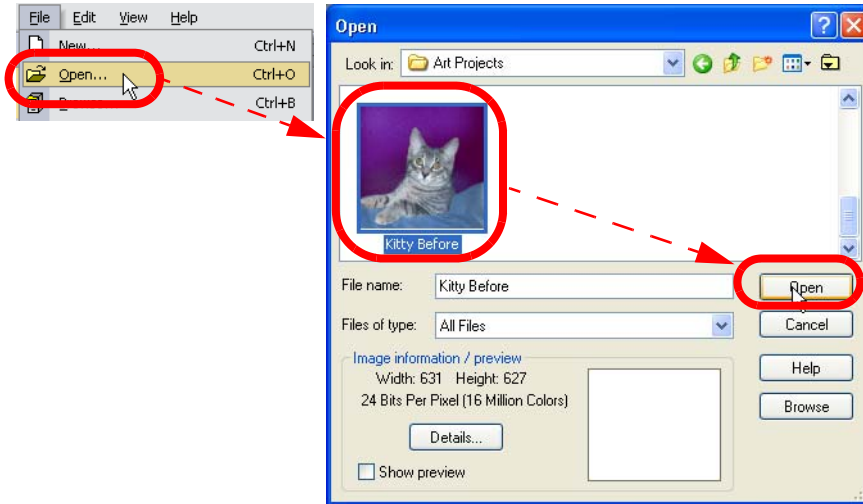 File Edit View Help
New... Ctrl+N
Open... Ctrl+O
Browse... Ctrl+B
Open
Look in: Art Projects
Kitty Before
File name: Kitty Before
Open
Files of type: All Files
Cancel
Image information / preview
Width: 631 Height: 627
24 Bits Per Pixel (16 Million Colors)
Details...
Show preview
Help
Browse